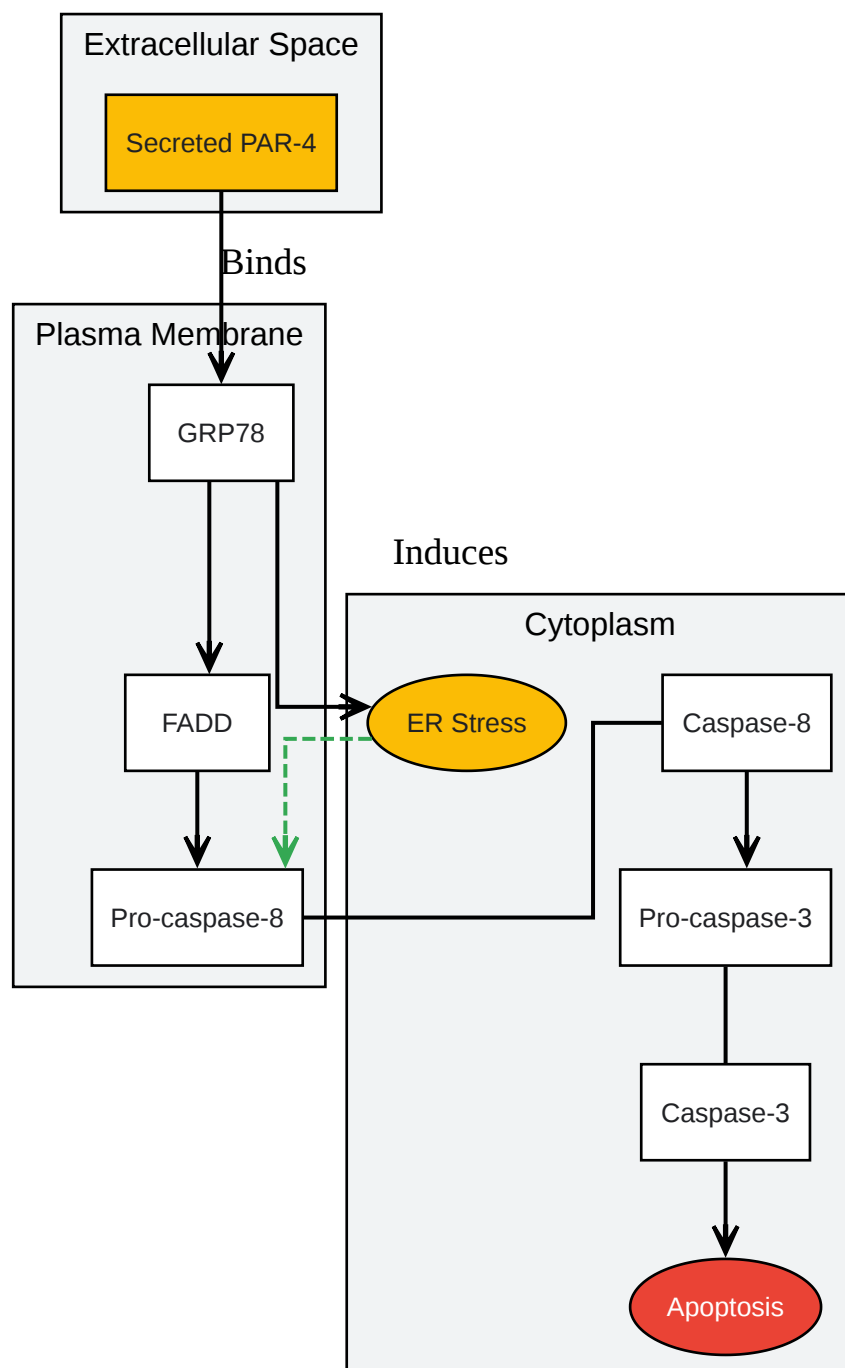 Extracellular Space
Secreted PAR-4
Binds
Plasma Membrane
GRP78
Induces
Cytoplasm
FADD
ER Stress
Caspase-8
Pro-caspase-8
Pro-caspase-3
Caspase-3
Apoptosis